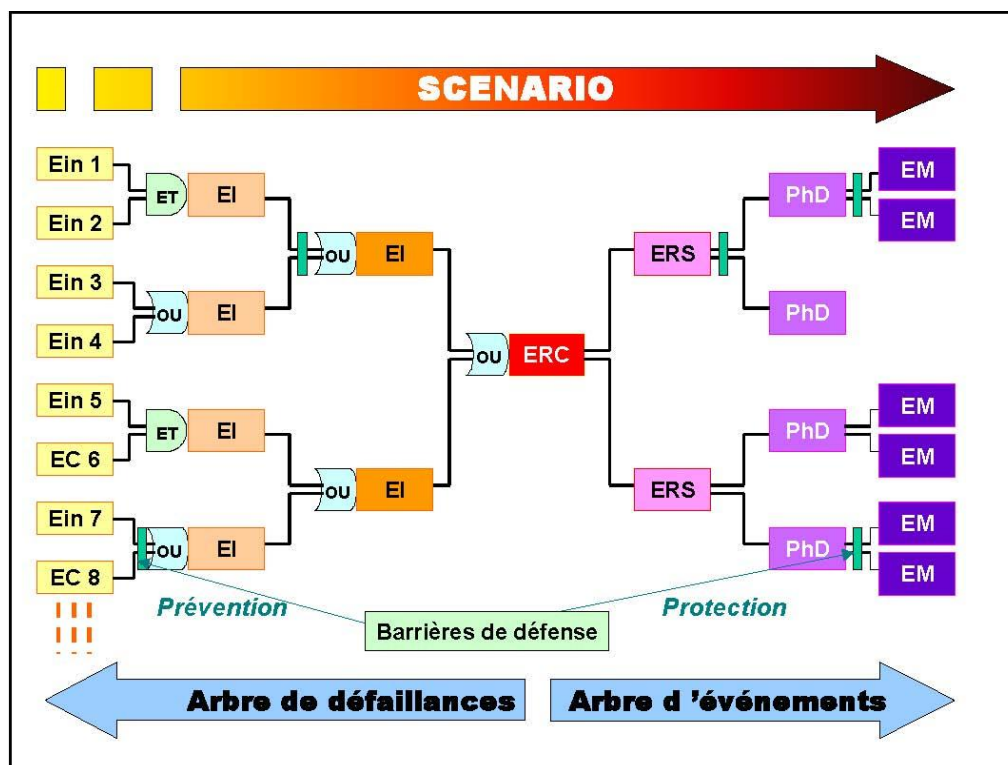 SCENARIO
Ein 1
ET
EI
PhD
EM
Ein 2
EM
OU
EI
ERS
Ein 3
OU
EI
PhD
Ein 4
OU
ERC
Ein 5
ET
EI
PhD
EM
EC 6
EM
OU
EI
ERS
Ein 7
OU
EI
PhD
EM
EC 8
EM
Prévention
Protection
Barrières de défense
Arbre de défaillances
Arbre d ’événements